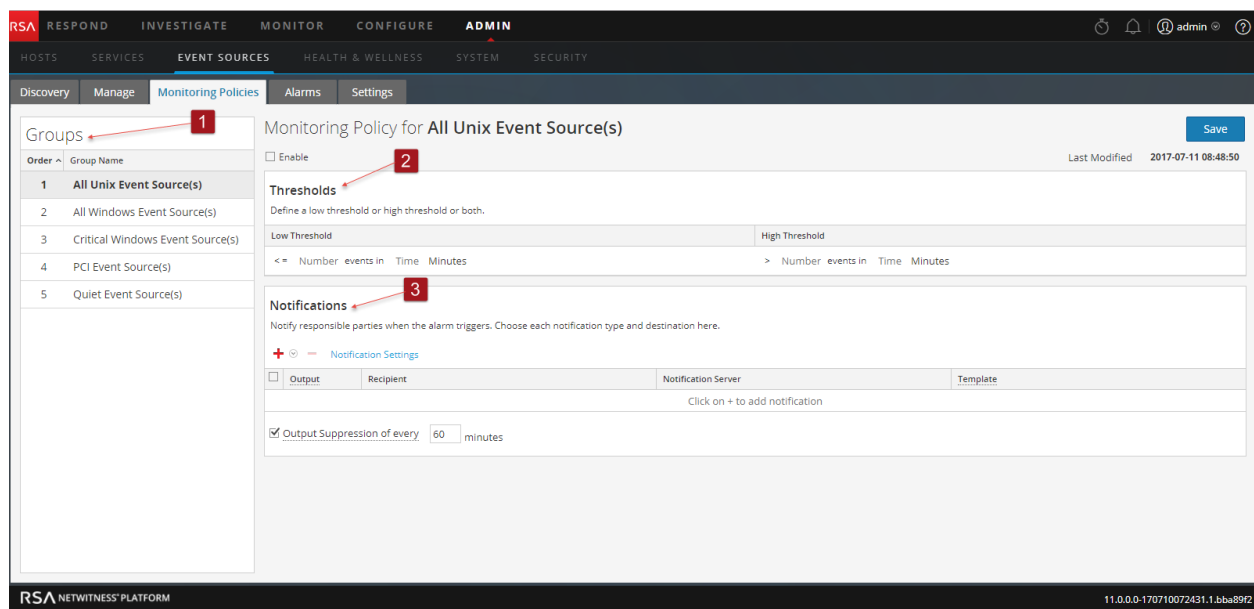 RSA RESPOND INVESTIGATE MONITOR CONFIGURE ADMIN admin
HOSTS SERVICES EVENT SOURCES HEALTH & WELLNESS SYSTEM SECURITY
Discovery Manage Monitoring Policies Alarms Settings
Groups
1
Order Group Name
1 All Unix Event Source(s)
2 All Windows Event Source(s)
3 Critical Windows Event Source(s)
4 PCI Event Source(s)
5 Quiet Event Source(s)
Monitoring Policy for All Unix Event Source(s)
Save
Enable
2
Last Modified 2017-07-11 08:48:50
Thresholds
Define a low threshold or high threshold or both.
Low Threshold High Threshold
<= Number events in Time Minutes > Number events in Time Minutes
3
Notifications
Notify responsible parties when the alarm triggers. Choose each notification type and destination here.
Notification Settings
Output Recipient Notification Server Template
Click on + to add notification
Output Suppression of every 60 minutes
RSA NETWITNESS® PLATFORM
11.0.0.0-170710072431.1.bba89f2